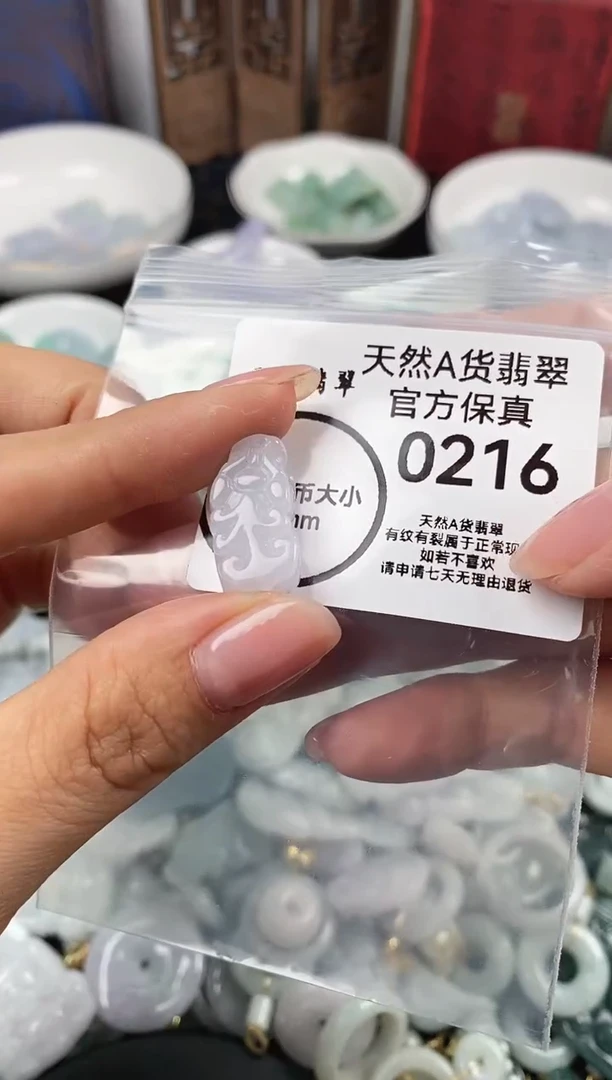 天然A货翡翠
官方保真
0216
翠
币大小
mm
天然A货翡翠
有纹有裂属于正常现
如若不喜欢
请申请七天无理由退货